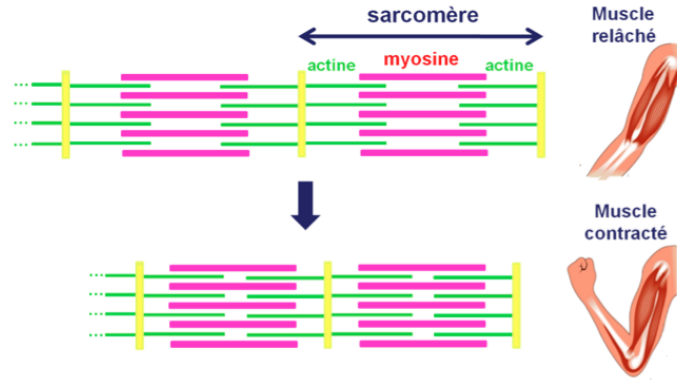 sarcomère
Muscle
relâché
actine
myosine
actine
Muscle
contracté